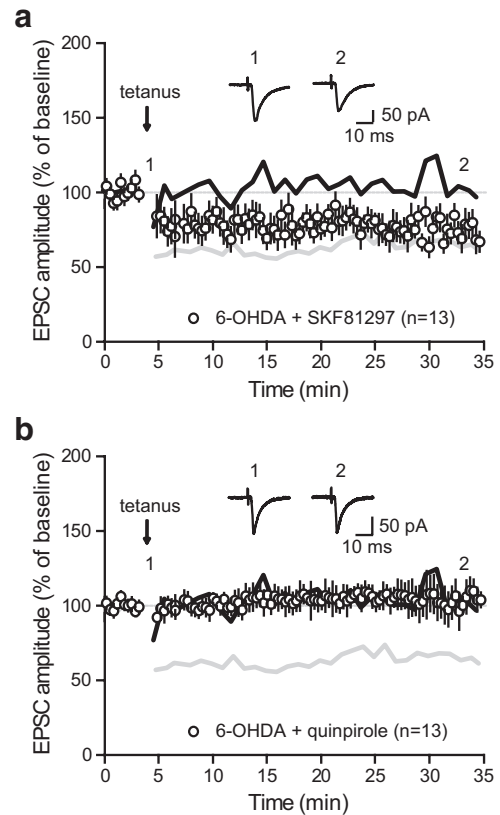 a
EPSC amplitude (% of baseline)
200
150
100
50
0
tetanus
1
1
2
50 pA
10 ms
2
6-OHDA + SKF81297 (n=13)
0 5 10 15 20 25 30 35
Time (min)
b
EPSC amplitude (% of baseline)
200
150
100
50
0
tetanus
1
1
2
50 pA
10 ms
2
6-OHDA + quinpirole (n=13)
0 5 10 15 20 25 30 35
Time (min)